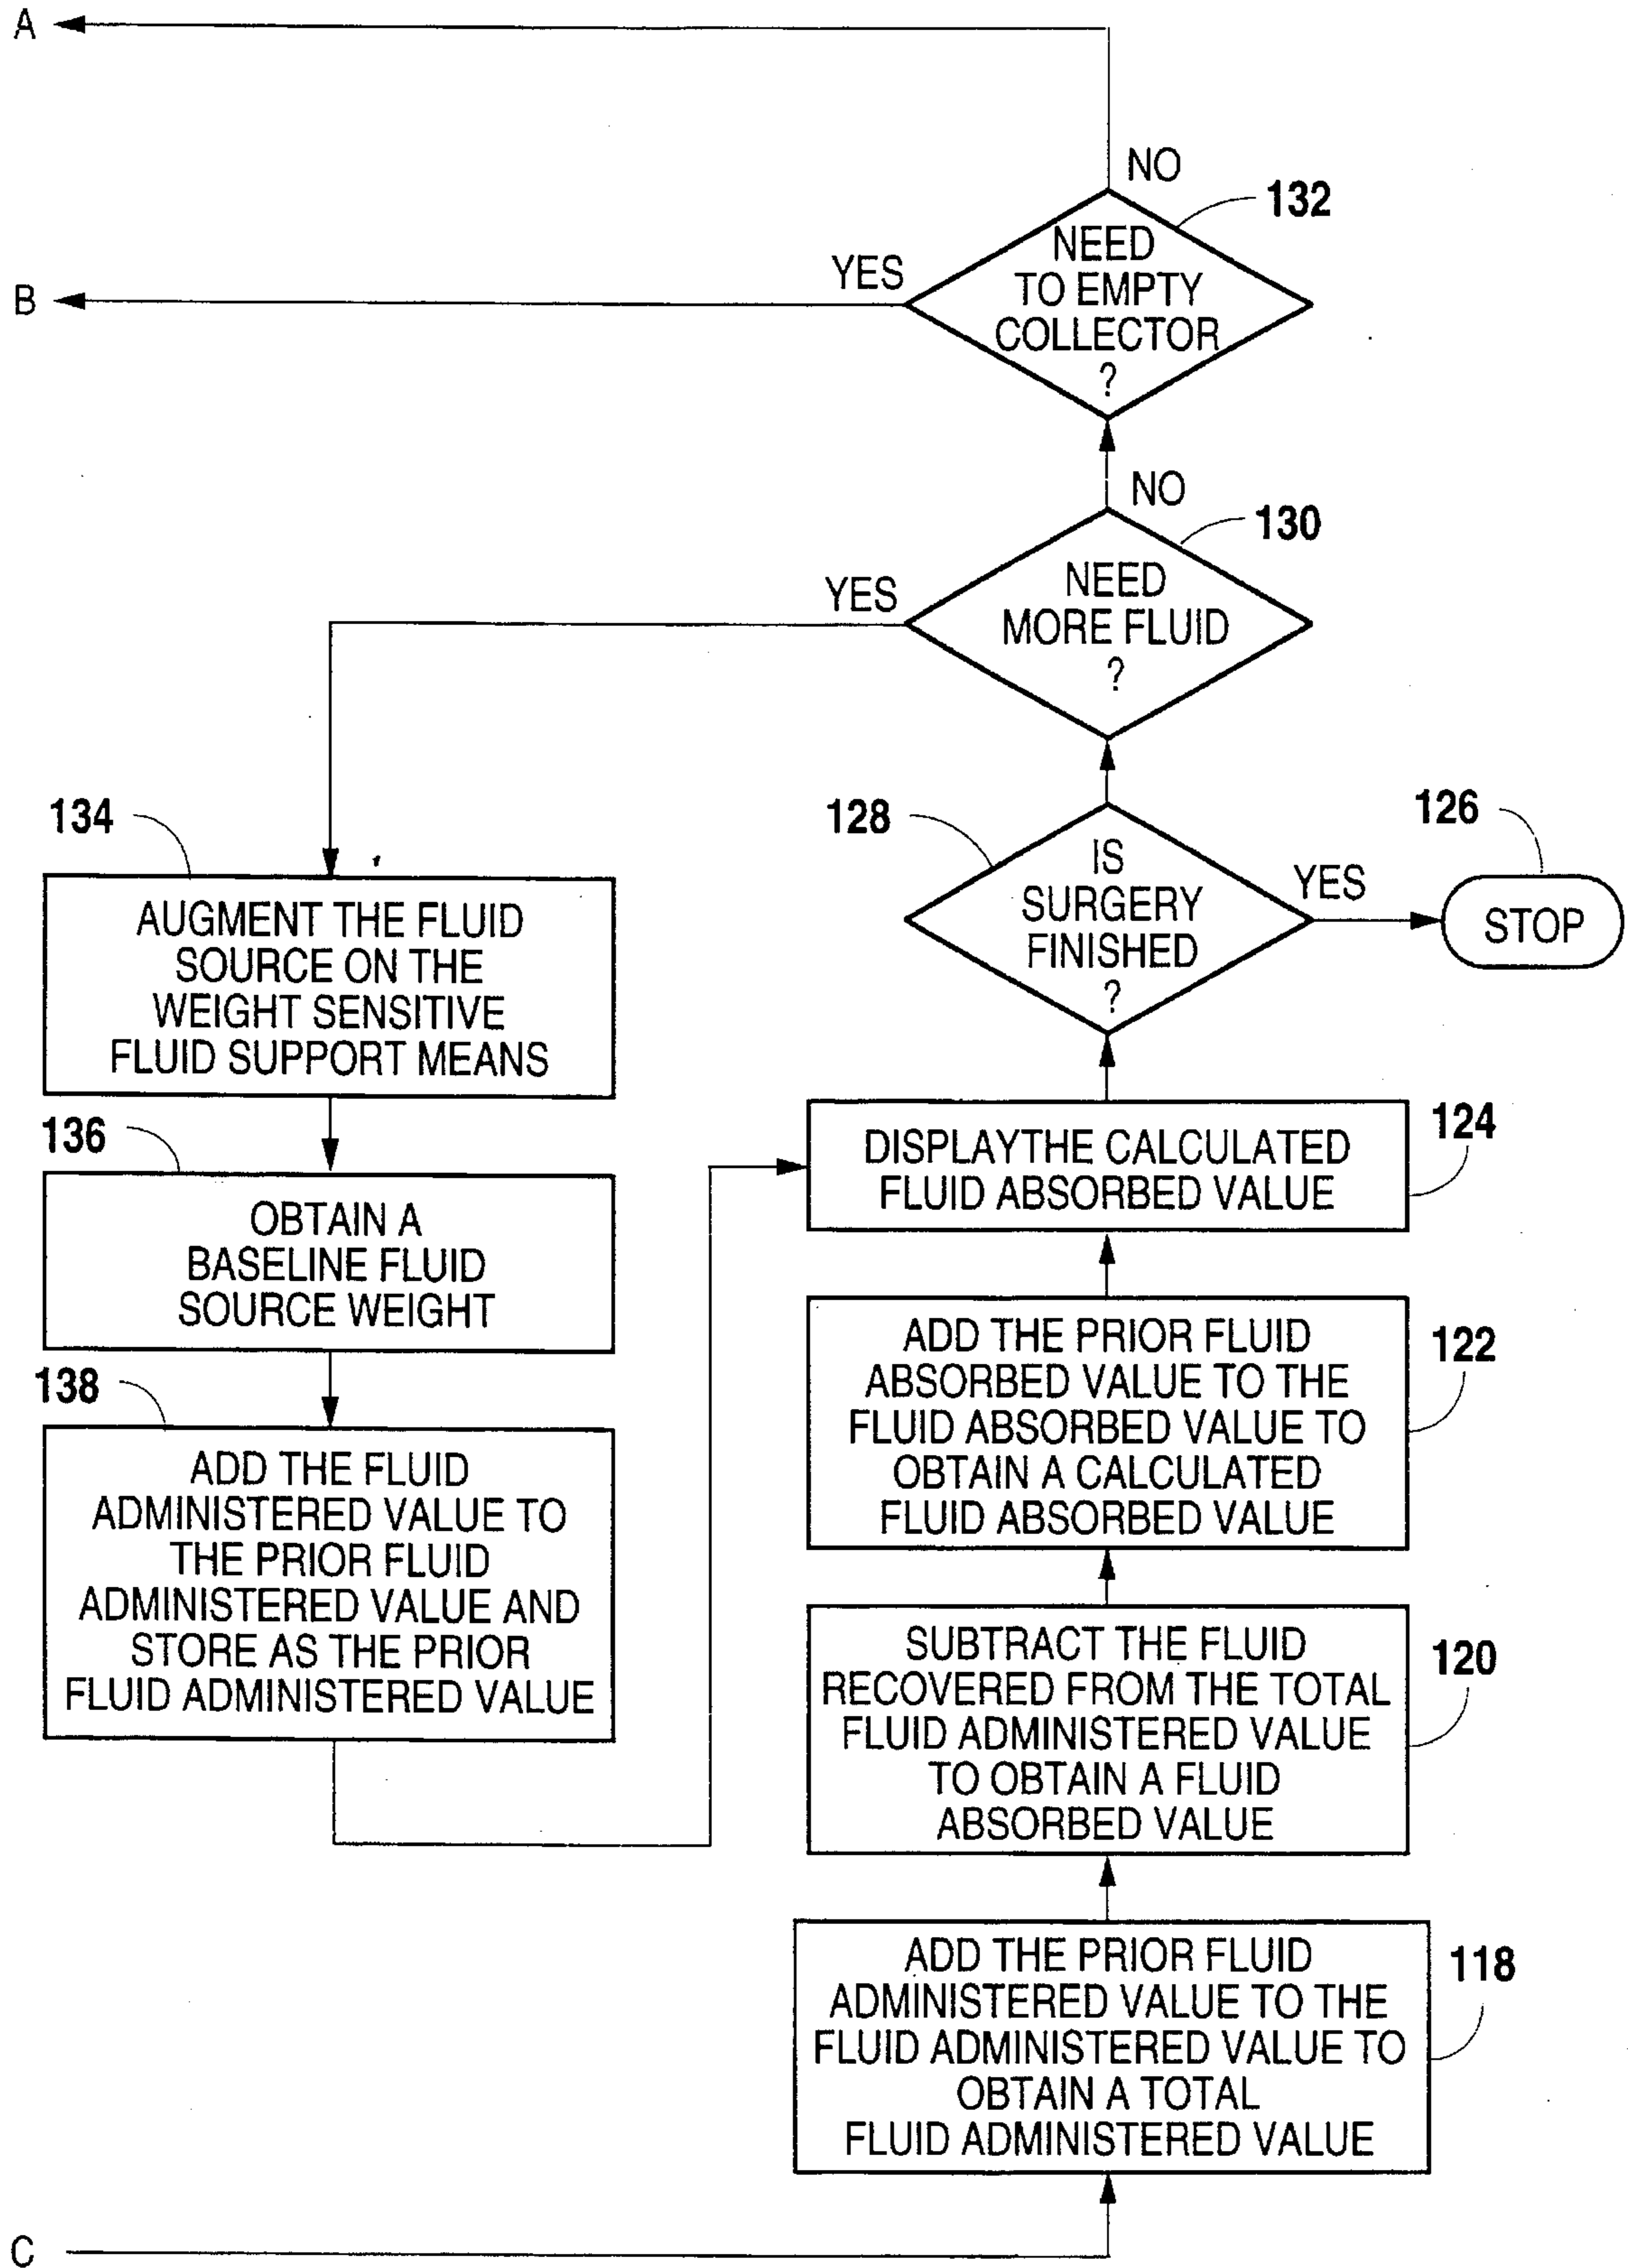 A
NO
132
NEED
TO EMPTY
COLLECTOR
?
YES
B
NO
130
NEED
MORE FLUID
?
YES
128
IS
SURGERY
FINISHED
?
YES
126
STOP
134
AUGMENT THE FLUID
SOURCE ON THE
WEIGHT SENSITIVE
FLUID SUPPORT MEANS
136
OBTAIN A
BASELINE FLUID
SOURCE WEIGHT
138
ADD THE FLUID
ADMINISTERED VALUE TO
THE PRIOR FLUID
ADMINISTERED VALUE AND
STORE AS THE PRIOR
FLUID ADMINISTERED VALUE
124
DISPLAYTHE CALCULATED
FLUID ABSORBED VALUE
122
ADD THE PRIOR FLUID
ABSORBED VALUE TO THE
FLUID ABSORBED VALUE TO
OBTAIN A CALCULATED
FLUID ABSORBED VALUE
120
SUBTRACT THE FLUID
RECOVERED FROM THE TOTAL
FLUID ADMINISTERED VALUE
TO OBTAIN A FLUID
ABSORBED VALUE
118
ADD THE PRIOR FLUID
ADMINISTERED VALUE TO THE
FLUID ADMINISTERED VALUE TO
OBTAIN A TOTAL
FLUID ADMINISTERED VALUE
C